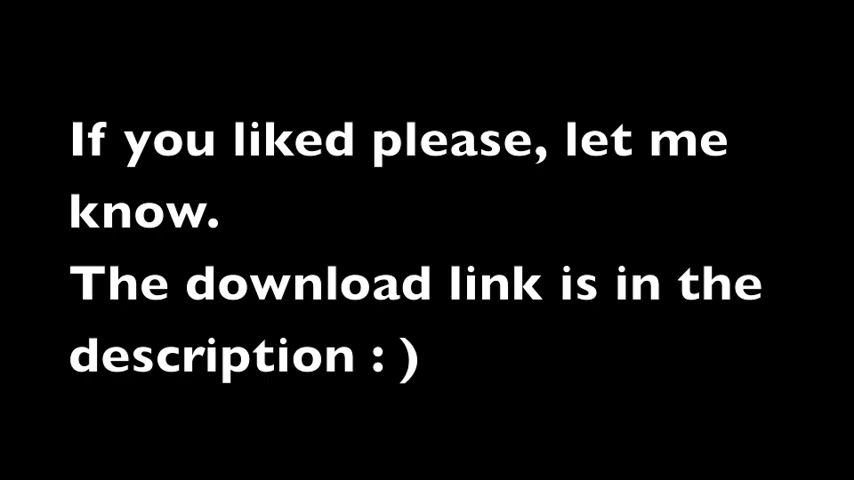 If you liked please, let me
know.
The download link is in the
description : )